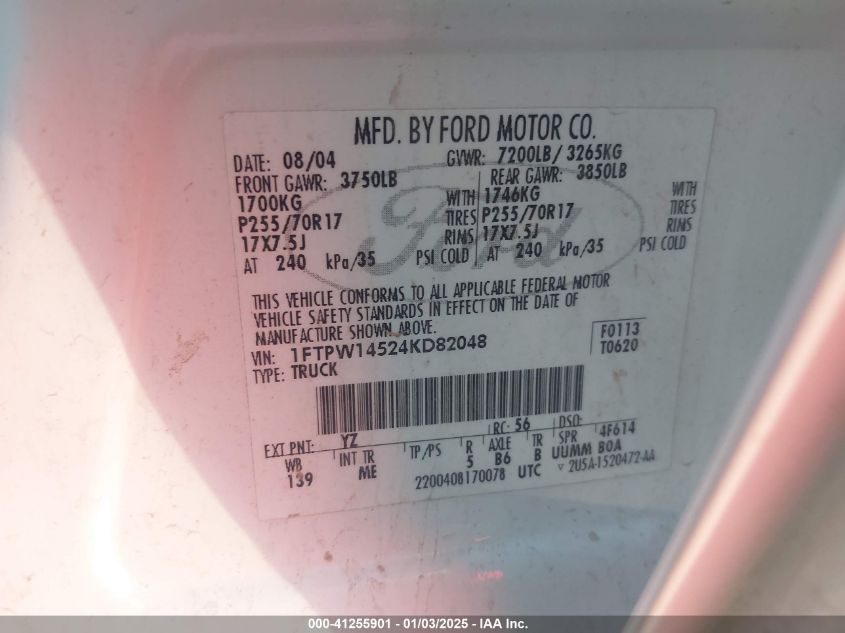 MFD. BY FORD MOTOR CO.
DATE: 08/04 GVWR: 7200LB/ 3265KG
FRONT GAWR: 3750LB REAR GAWR: 3850LB
1700KG WITH 1746KG WITH
P255/70R17 TIRES P255/70R17 TIRES
17X7.5J RIMS 17X7.5J RIMS
AT 240 kPa/35 PSI COLD AT 240 kPa/35 PSI COLD
Ford
THIS VEHICLE CONFORMS TO ALL APPLICABLE FEDERAL MOTOR
VEHICLE SAFETY STANDARDS IN EFFECT ON THE DATE OF
MANUFACTURE SHOWN ABOVE.
VIN: 1FTPW14524KD82048 F0113
TYPE: TRUCK T0620
EXT PNT: YZ RC: 56 DSO:
WB INT TR TP/PS R AXLE TR SPR 4F614
139 ME 5 B6 B UUMM BOA
2200408170078 UTC ▽ 2U5A-1520472-AA
000-41255901 - 01/03/2025 - IAA Inc.